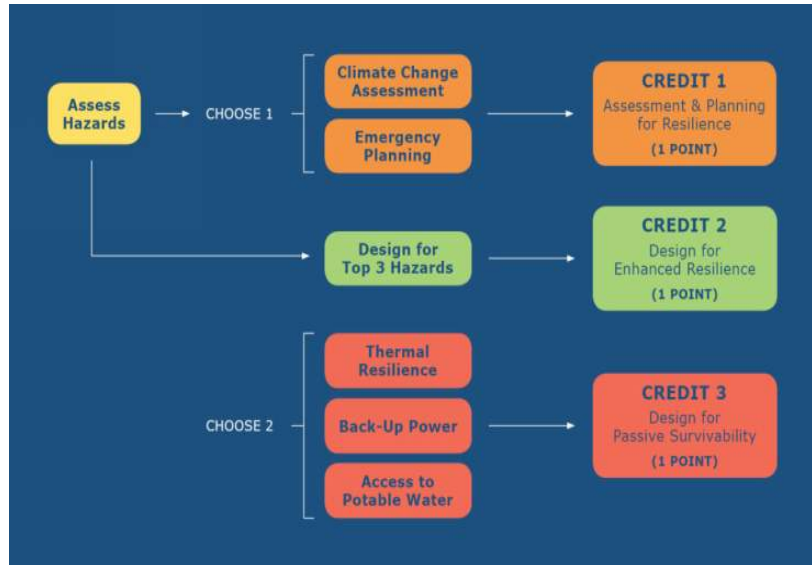 Assess
Hazards
CHOOSE 1
Climate Change
Assessment
Emergency
Planning
CREDIT 1
Assessment & Planning
for Resilience
(1 POINT)
Design for
Top 3 Hazards
CREDIT 2
Design for
Enhanced Resilience
(1 POINT)
CHOOSE 2
Thermal
Resilience
Back-Up Power
Access to
Potable Water
CREDIT 3
Design for
Passive Survivability
(1 POINT)